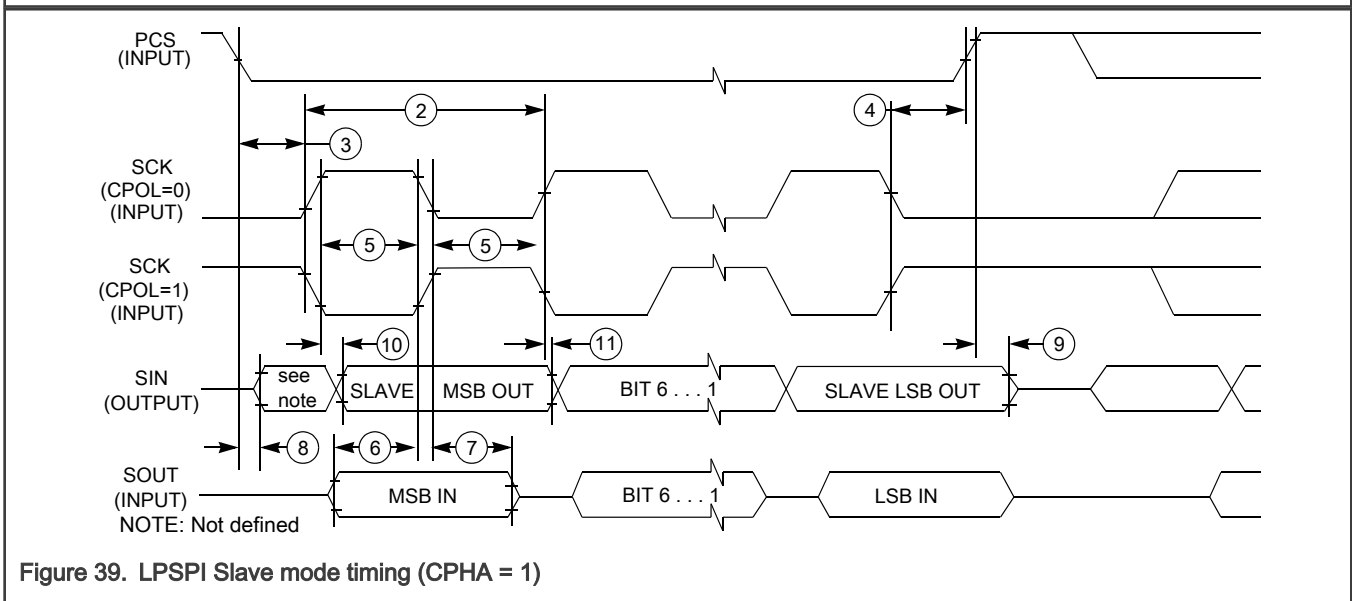 PCS
(INPUT)
2
4
3
SCK
(CPOL=0)
(INPUT)
5
5
SCK
(CPOL=1)
(INPUT)
10
11
9
SIN
(OUTPUT)
see
note
SLAVE
MSB OUT
BIT 6 . . . 1
SLAVE LSB OUT
8
6
7
SOUT
(INPUT)
MSB IN
BIT 6 . . . 1
LSB IN
NOTE: Not defined
Figure 39. LPSPI Slave mode timing (CPHA = 1)